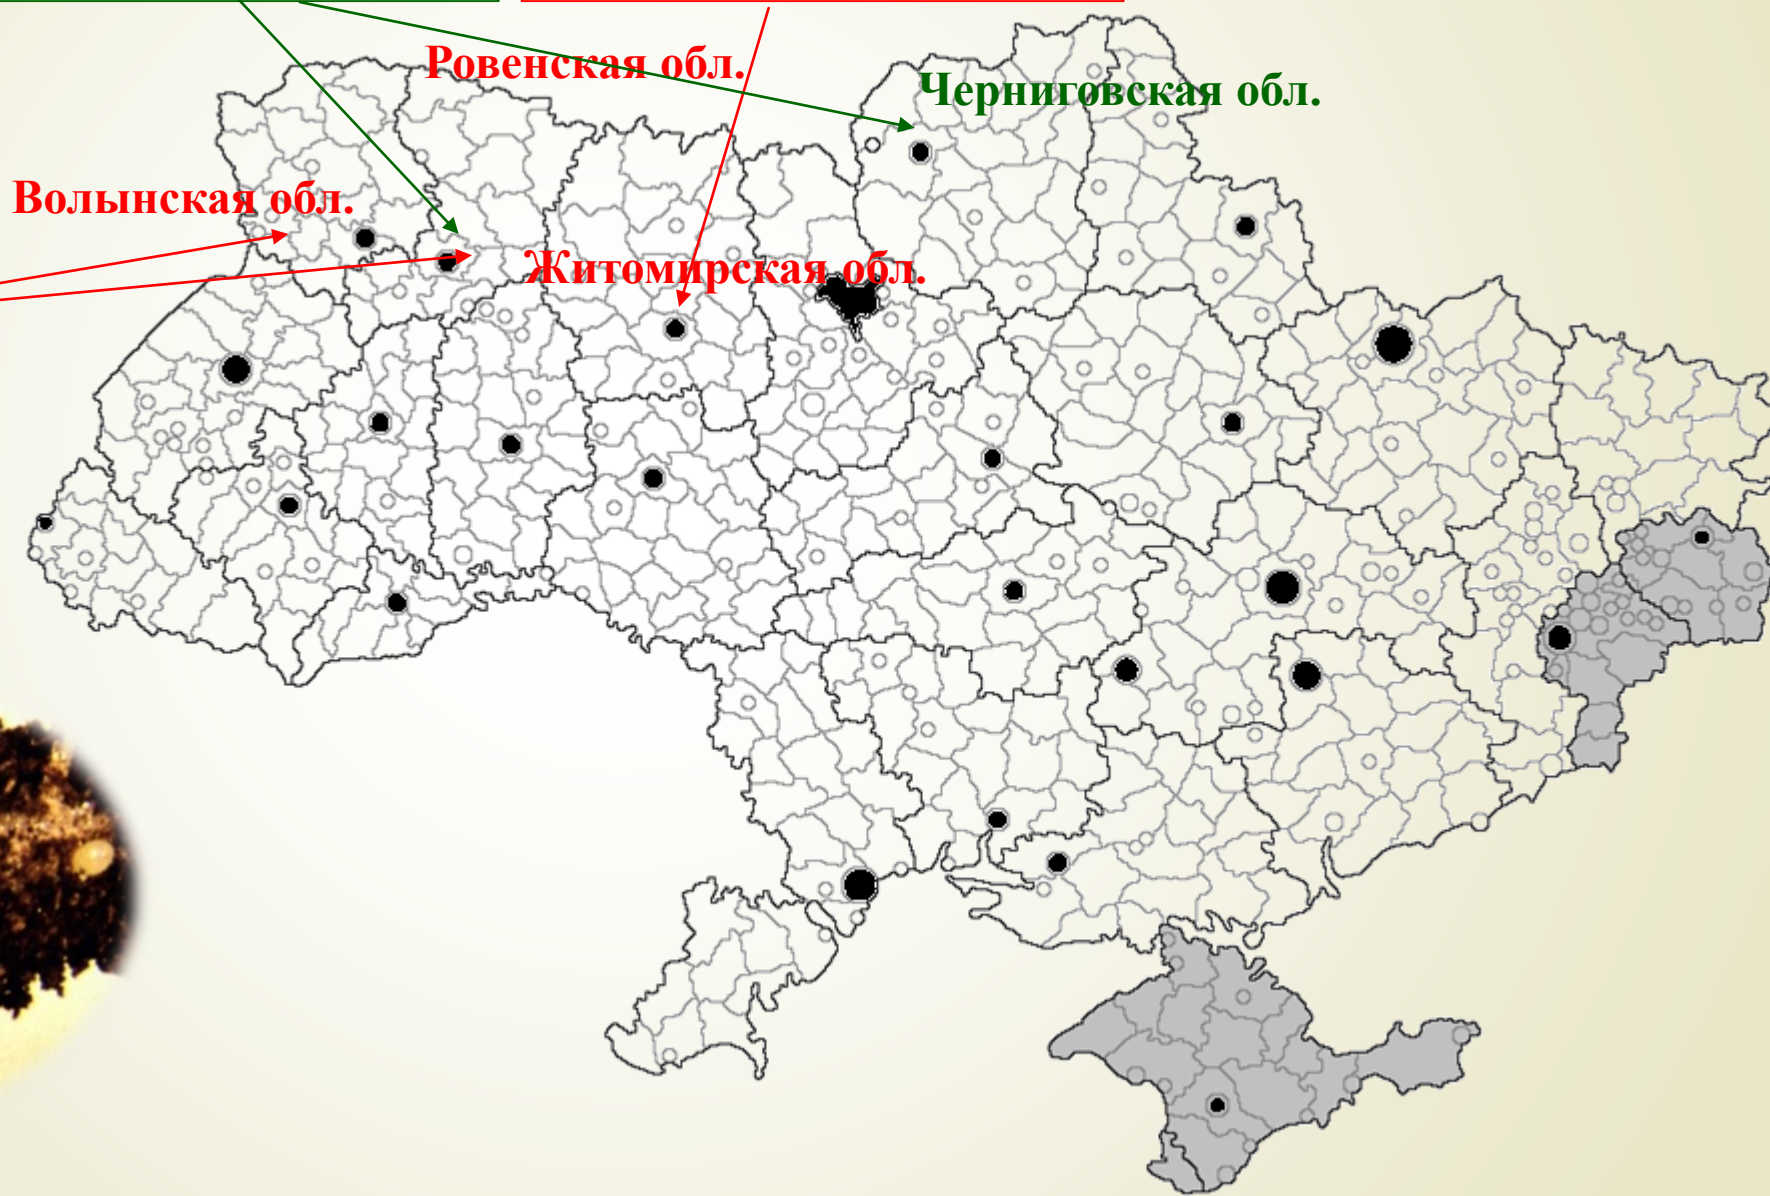 Ровенская обл.
Черниговская обл.
Волынская обл.
Житомирская обл.